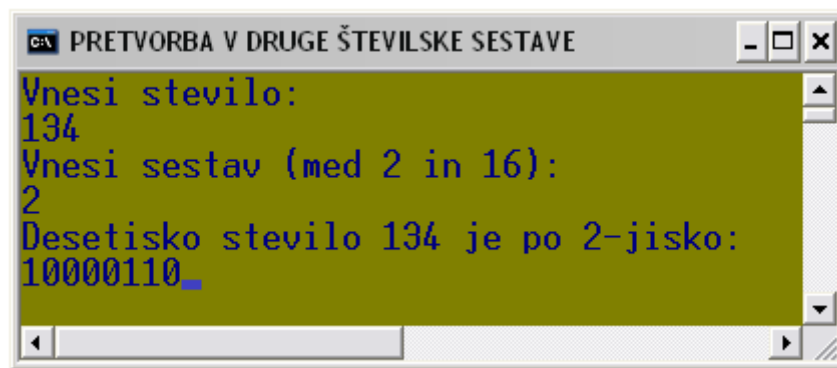 C:\ PRETVORBA V DRUGE ŠTEVILSKE SESTAVE
Vnesi stevilo:
134
Vnesi sestav (med 2 in 16):
2
Desetisko stevilo 134 je po 2-jisko:
10000110